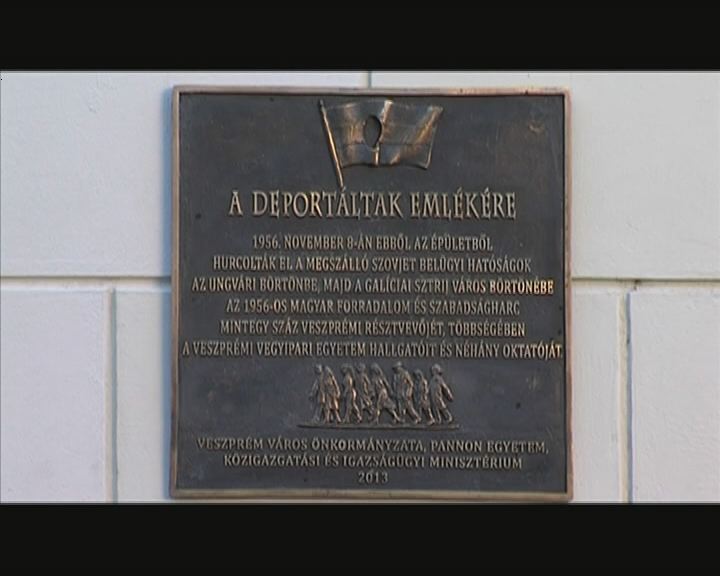 A DEPORTÁLTAK EMLÉKÉRE
1956. NOVEMBER 8-ÁN EBBŐL AZ ÉPÜLETBŐL
HURCOLTÁK EL A MEGSZÁLLÓ SZOVJET BELÜGYI HATÓSÁGOK
AZ UNGVÁRI BÖRTÖNBE, MAJD A GALÍCIAI SZTRIJ VÁROS BÖRTÖNÉBE
AZ 1956-OS MAGYAR FORRADALOM ÉS SZABADSÁGHARC
MINTEGY SZÁZ VESZPRÉMI RÉSZTVEVŐJÉT, TÖBBSÉGÉBEN
A VESZPRÉMI VEGYIPARI EGYETEM HALLGATÓIT ÉS NÉHÁNY OKTATÓJÁT.
VESZPRÉM VÁROS ÖNKORMÁNYZATA, PANNON EGYETEM,
KÖZIGAZGATÁSI ÉS IGAZSÁGÜGYI MINISZTÉRIUM
2013